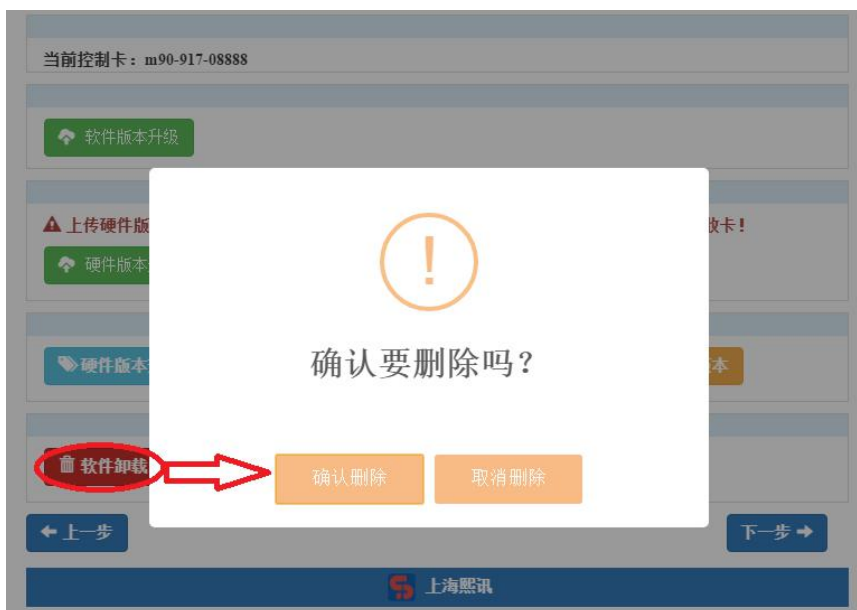 当前控制卡：m90-917-08888
软件版本升级
上传硬件版
放卡！
硬件版本
确认要删除吗？
硬件版本
本
软件卸载
确认删除 取消删除
上一步 下一步
上海熙讯